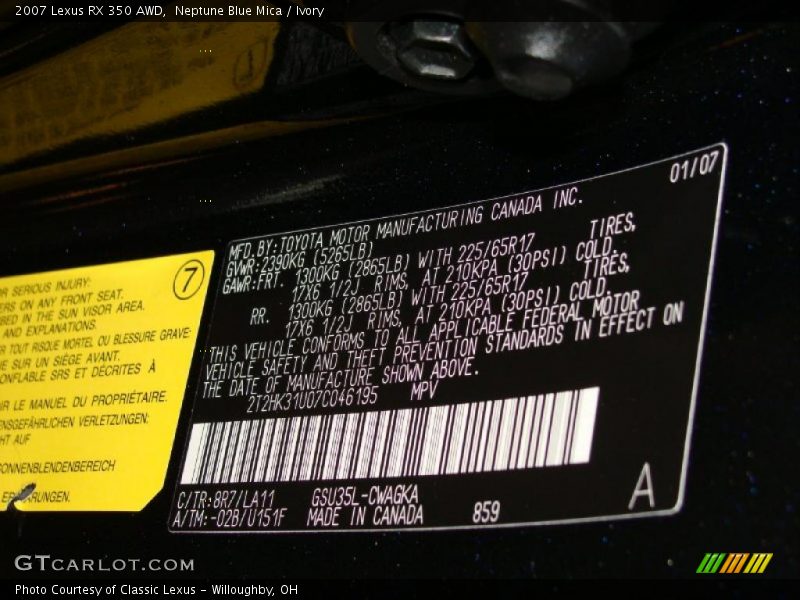 2007 Lexus RX 350 AWD, Neptune Blue Mica / Ivory
7
R SERIOUS INJURY:
ERS ON ANY FRONT SEAT.
BED IN THE SUN VISOR AREA.
AND EXPLANATIONS.
R TOUT RISQUE MORTEL OU BLESSURE GRAVE:
E SUR UN SIÈGE AVANT.
ONFLABLE SRS ET DÉCRITES À
IR LE MANUEL DU PROPRIÉTAIRE.
ENSGEFÄHRLICHEN VERLETZUNGEN:
HT AUF
SONNENBLENDENBEREICH
01/07
MFD. BY: TOYOTA MOTOR MANUFACTURING CANADA INC.
GVWR: 2390KG (5265LB)
GAWR: FRT. 1300KG (2865LB) WITH 225/65R17 TIRES,
17X6 1/2J RIMS, AT 210KPA (30PSI) COLD.
RR. 1300KG (2865LB) WITH 225/65R17 TIRES,
17X6 1/2J RIMS, AT 210KPA (30PSI) COLD.
THIS VEHICLE CONFORMS TO ALL APPLICABLE FEDERAL MOTOR
VEHICLE SAFETY AND THEFT PREVENTION STANDARDS IN EFFECT ON
THE DATE OF MANUFACTURE SHOWN ABOVE.
2T2HK31U07C046195 MPV
C/TR: 8R7/LA11 GSU35L-CWAGKA
A/TM: -02B/U151F MADE IN CANADA 859
A
GTCARLOT.COM
Photo Courtesy of Classic Lexus - Willoughby, OH